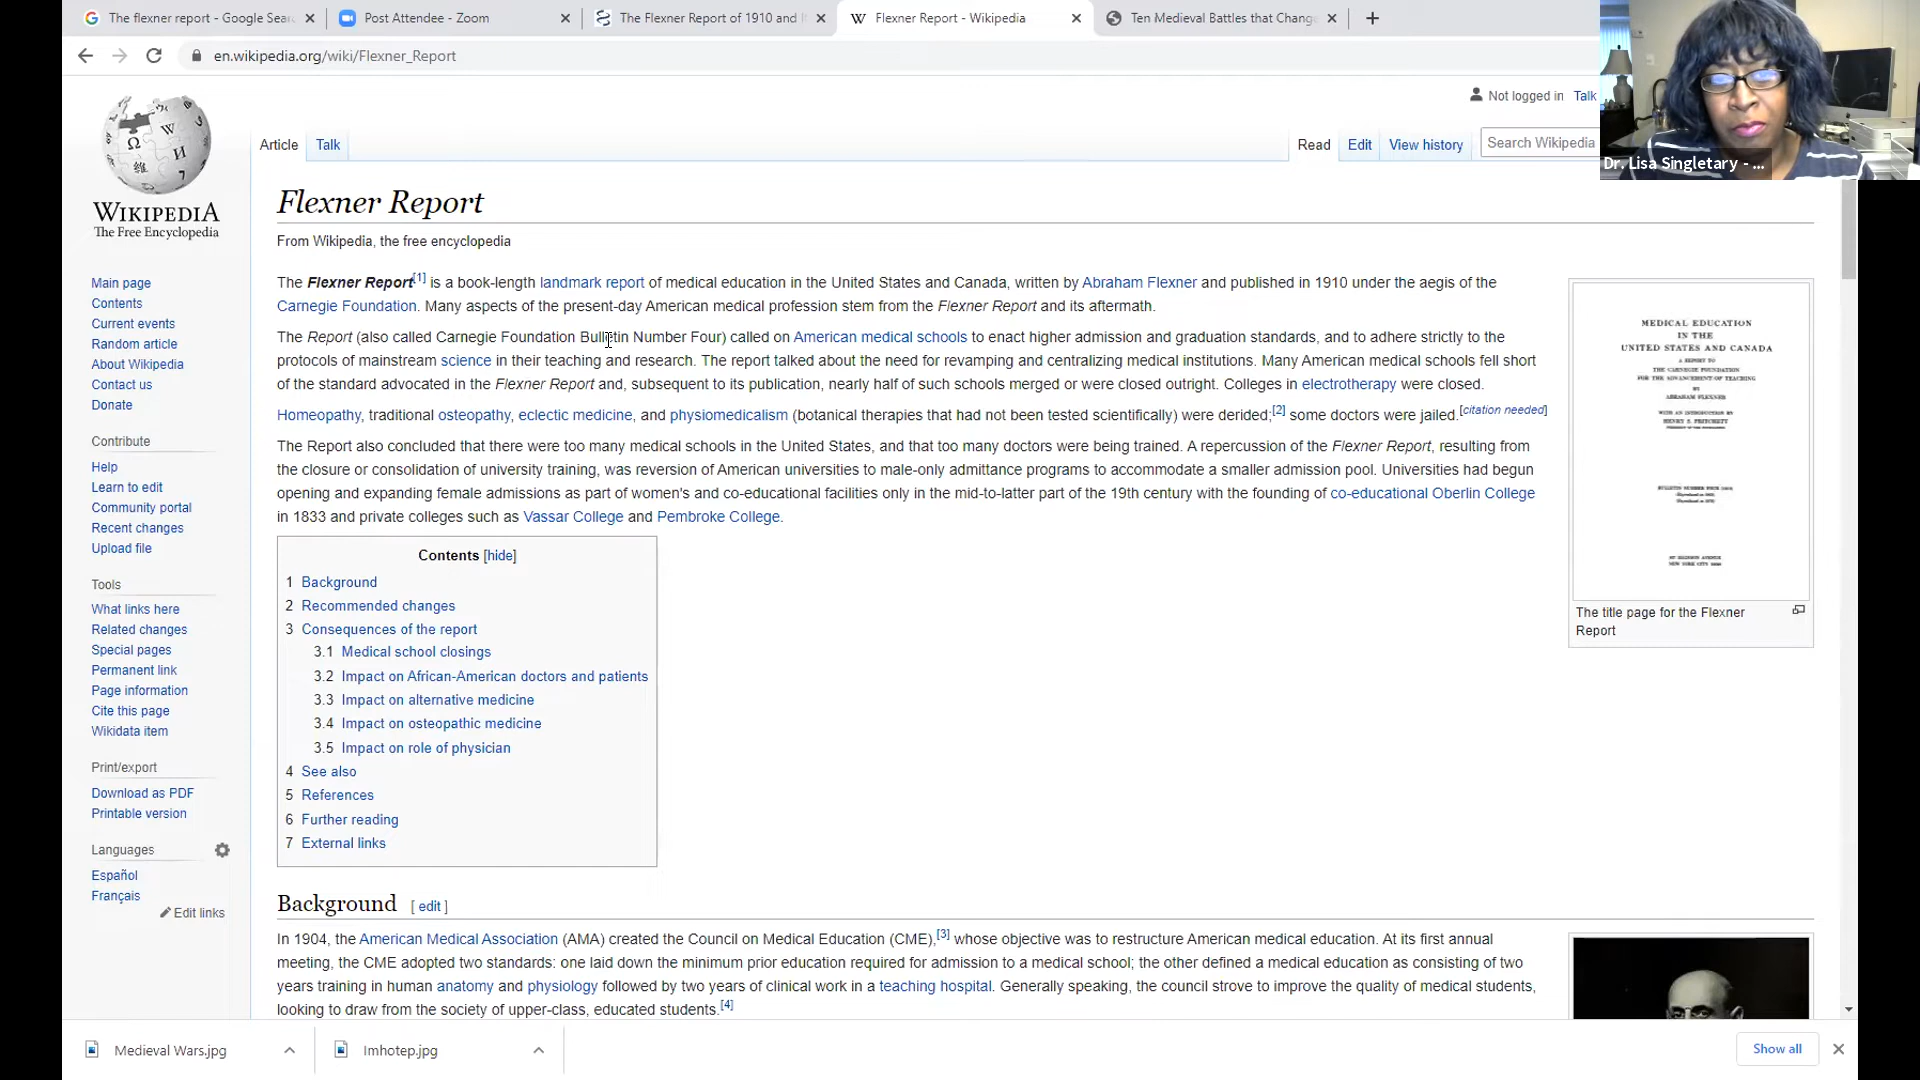 The flexner report - Google Sear
Post Attendee - Zoom
The Flexner Report of 1910 and I
Flexner Report - Wikipedia
Ten Medieval Battles that Chang
en.wikipedia.org/wiki/Flexner_Report
Not logged in Talk
Article Talk
Read Edit View history
Search Wikipedia
Dr. Lisa Singletary - ...
WIKIPEDIA
The Free Encyclopedia
Main page
Contents
Current events
Random article
About Wikipedia
Contact us
Donate
Contribute
Help
Learn to edit
Community portal
Recent changes
Upload file
Tools
What links here
Related changes
Special pages
Permanent link
Page information
Cite this page
Wikidata item
Print/export
Download as PDF
Printable version
Languages
Español
Français
Edit links
Flexner Report
From Wikipedia, the free encyclopedia
The Flexner Report[1] is a book-length landmark report of medical education in the United States and Canada, written by Abraham Flexner and published in 1910 under the aegis of the
Carnegie Foundation. Many aspects of the present-day American medical profession stem from the Flexner Report and its aftermath.
The Report (also called Carnegie Foundation Bulletin Number Four) called on American medical schools to enact higher admission and graduation standards, and to adhere strictly to the
protocols of mainstream science in their teaching and research. The report talked about the need for revamping and centralizing medical institutions. Many American medical schools fell short
of the standard advocated in the Flexner Report and, subsequent to its publication, nearly half of such schools merged or were closed outright. Colleges in electrotherapy were closed.
Homeopathy, traditional osteopathy, eclectic medicine, and physiomedicalism (botanical therapies that had not been tested scientifically) were derided;[2] some doctors were jailed.[citation needed]
The Report also concluded that there were too many medical schools in the United States, and that too many doctors were being trained. A repercussion of the Flexner Report, resulting from
the closure or consolidation of university training, was reversion of American universities to male-only admittance programs to accommodate a smaller admission pool. Universities had begun
opening and expanding female admissions as part of women's and co-educational facilities only in the mid-to-latter part of the 19th century with the founding of co-educational Oberlin College
in 1833 and private colleges such as Vassar College and Pembroke College.
Contents [hide]
1 Background
2 Recommended changes
3 Consequences of the report
3.1 Medical school closings
3.2 Impact on African-American doctors and patients
3.3 Impact on alternative medicine
3.4 Impact on osteopathic medicine
3.5 Impact on role of physician
4 See also
5 References
6 Further reading
7 External links
MEDICAL EDUCATION
IN THE
UNITED STATES AND CANADA
A REPORT TO
THE CARNEGIE FOUNDATION
FOR THE ADVANCEMENT OF TEACHING
BY
ABRAHAM FLEXNER
WITH AN INTRODUCTION BY
HENRY S. PRITCHETT
The title page for the Flexner
Report
Background [ edit ]
In 1904, the American Medical Association (AMA) created the Council on Medical Education (CME),[3] whose objective was to restructure American medical education. At its first annual
meeting, the CME adopted two standards: one laid down the minimum prior education required for admission to a medical school; the other defined a medical education as consisting of two
years training in human anatomy and physiology followed by two years of clinical work in a teaching hospital. Generally speaking, the council strove to improve the quality of medical students,
looking to draw from the society of upper-class, educated students.[4]
Medieval Wars.jpg
Imhotep.jpg
Show all